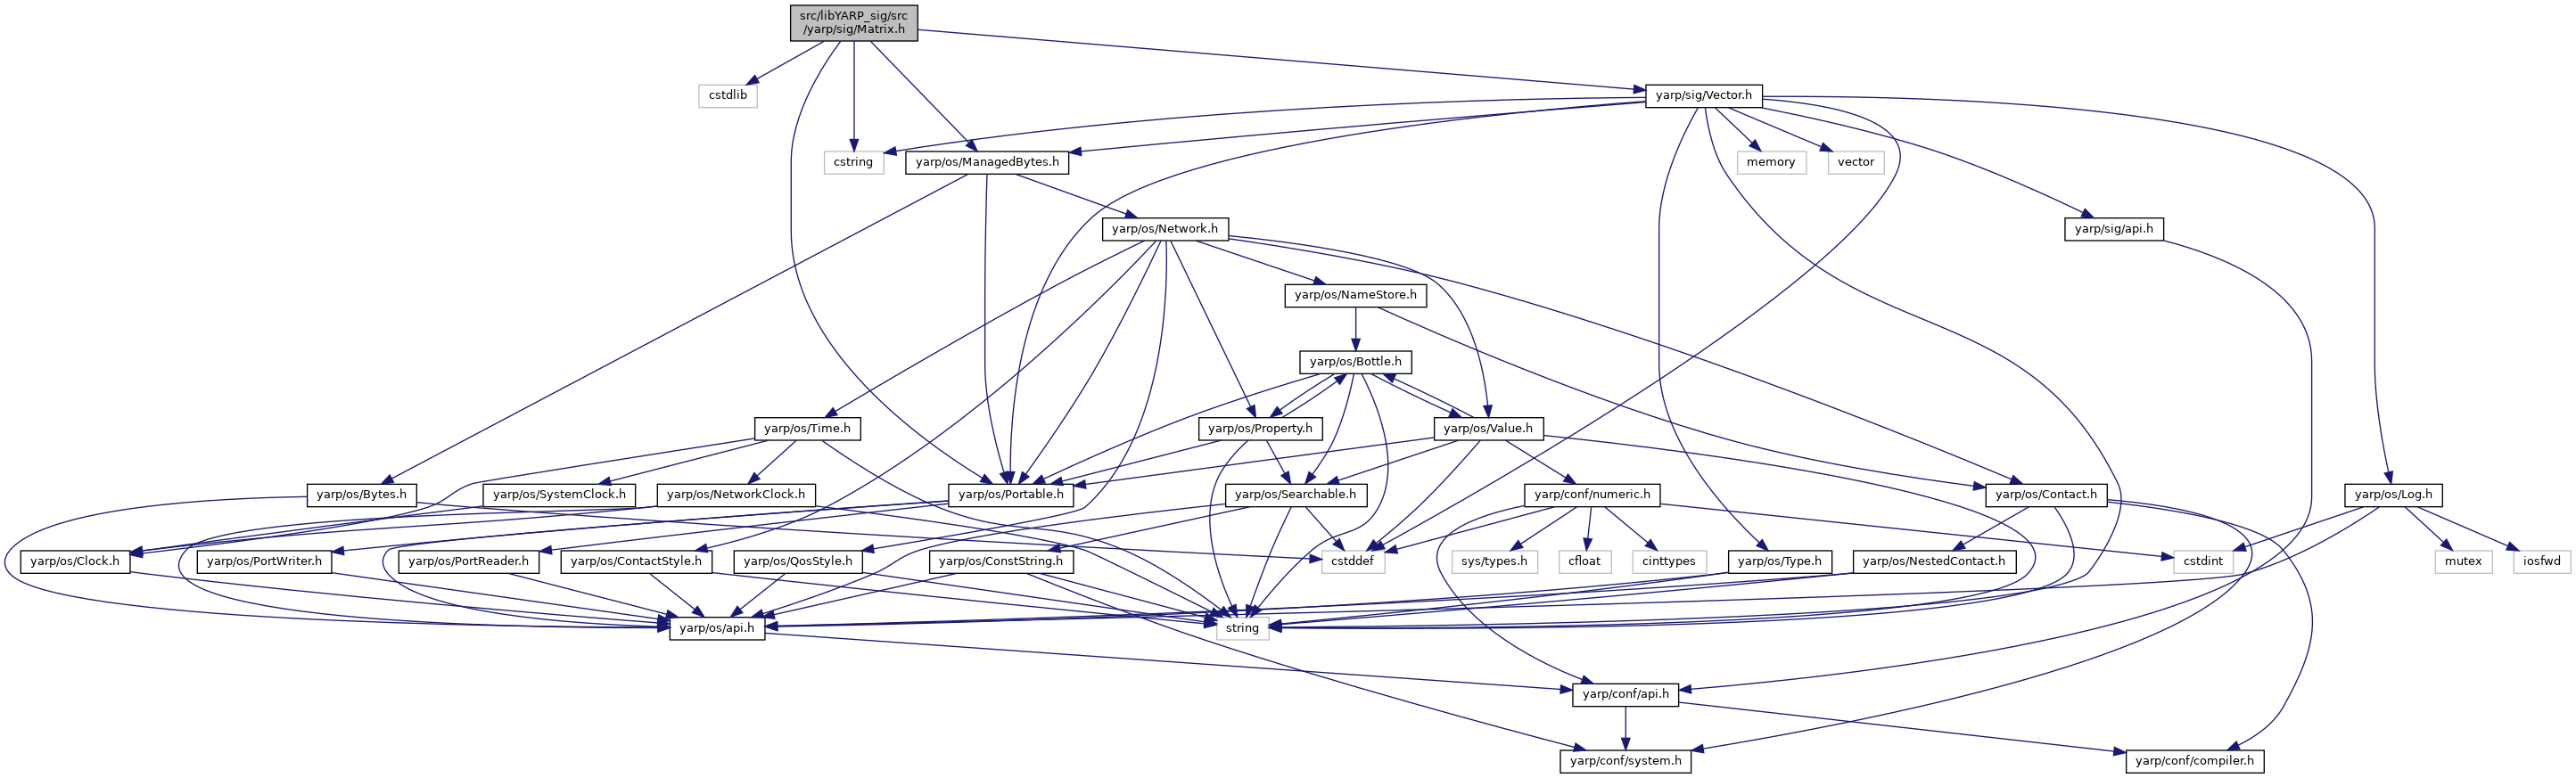 src/libYARP_sig/src
/yarp/sig/Matrix.h
cstdlib
yarp/sig/Vector.h
cstring
yarp/os/ManagedBytes.h
memory
vector
yarp/os/Network.h
yarp/sig/api.h
yarp/os/NameStore.h
yarp/os/Bottle.h
yarp/os/Time.h
yarp/os/Property.h
yarp/os/Value.h
yarp/os/Bytes.h
yarp/os/SystemClock.h
yarp/os/NetworkClock.h
yarp/os/Portable.h
yarp/os/Searchable.h
yarp/conf/numeric.h
yarp/os/Contact.h
yarp/os/Log.h
yarp/os/Clock.h
yarp/os/PortWriter.h
yarp/os/PortReader.h
yarp/os/ContactStyle.h
yarp/os/QosStyle.h
yarp/os/ConstString.h
cstddef
sys/types.h
cfloat
cinttypes
yarp/os/Type.h
yarp/os/NestedContact.h
cstdint
mutex
iosfwd
yarp/os/api.h
string
yarp/conf/api.h
yarp/conf/system.h
yarp/conf/compiler.h